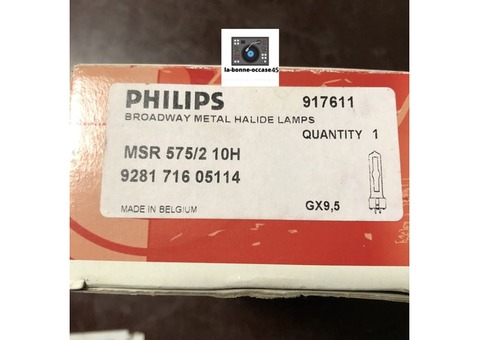 la-bonne-occase45
PHILIPS 917611
BROADWAY METAL HALIDE LAMPS
QUANTITY 1
MSR 575/2 10H
9281 716 05114
MADE IN BELGIUM GX9,5